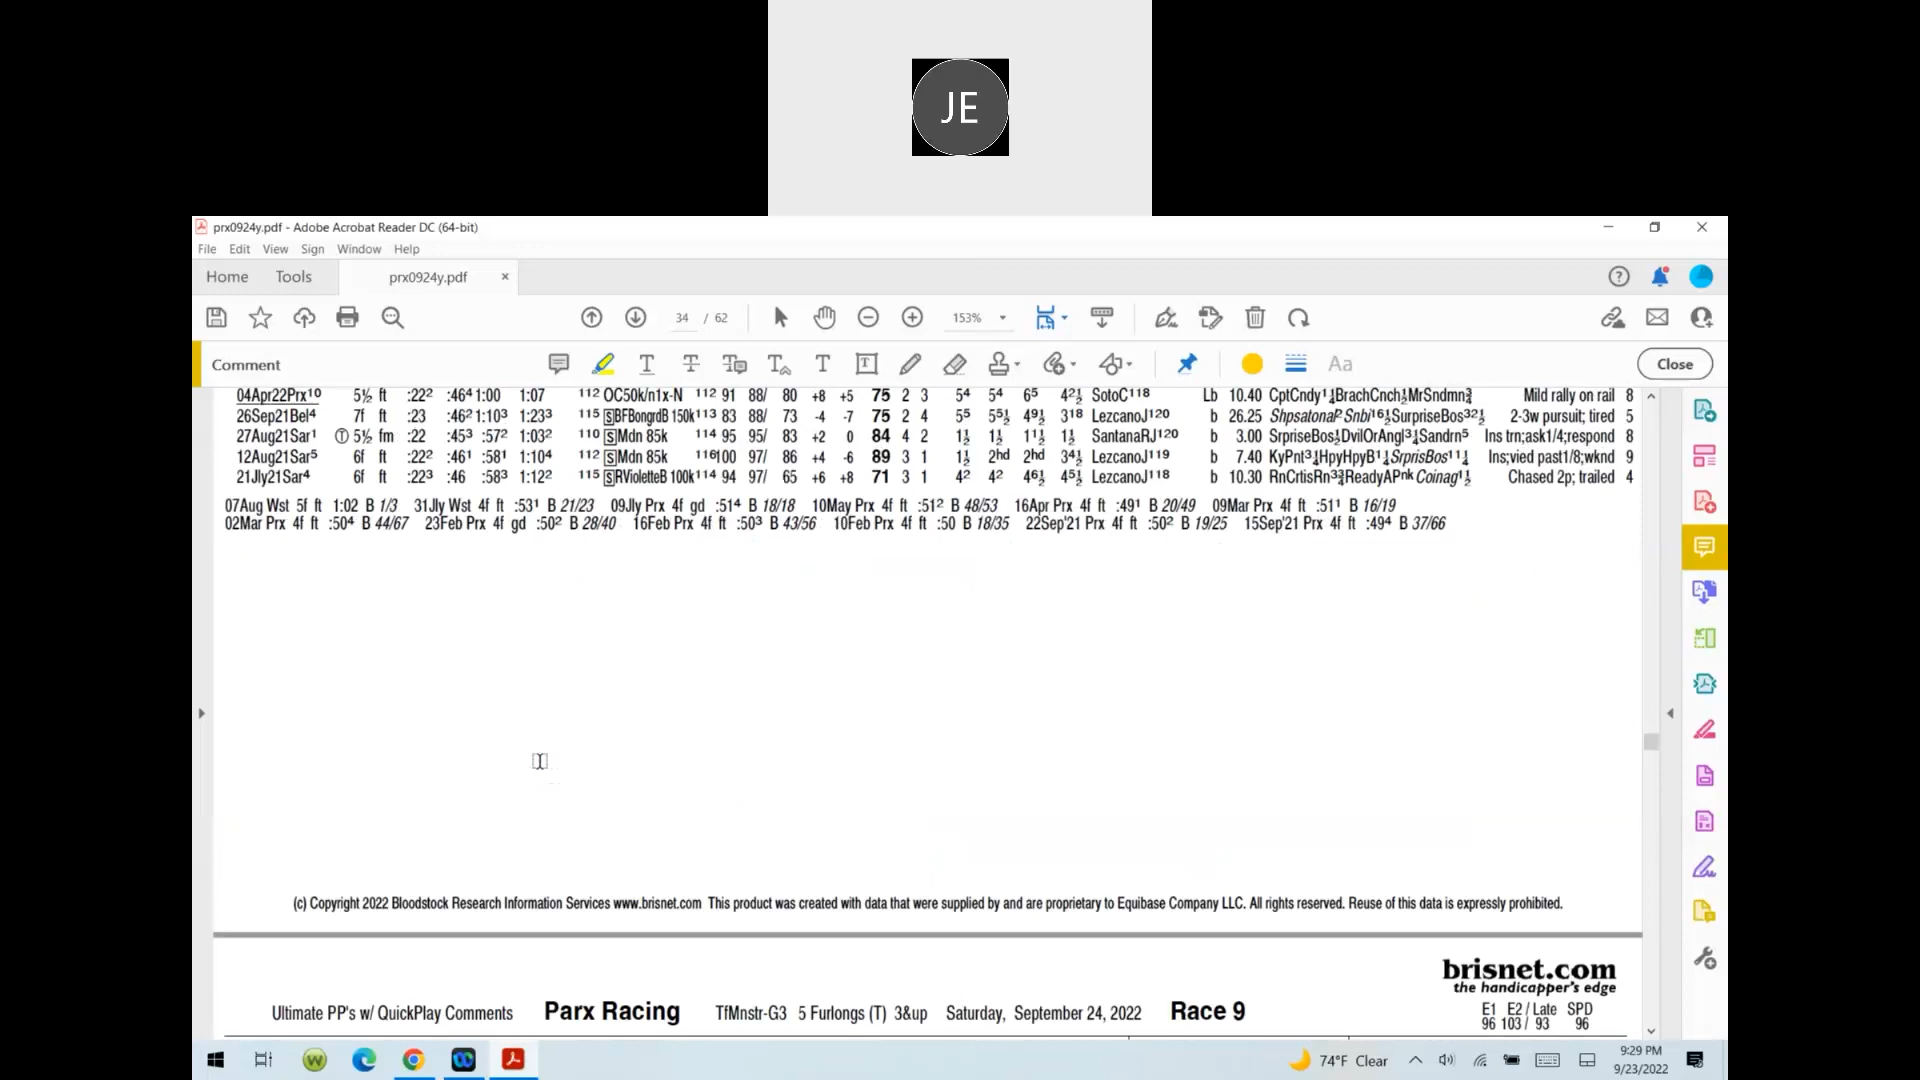 JE
prx0924y.pdf - Adobe Acrobat Reader DC (64-bit)
File Edit View Sign Window Help
Home Tools prx0924y.pdf ×
34 / 62 153%
Comment Aa Close
04Apr22Prx¹⁰ 5½ ft :22² :46⁴ 1:00 1:07 ¹¹² OC50k/n1x-N ¹¹² 91 88/ 80 +8 +5 75 2 3 5⁴ 5⁴ 6⁵ 4²½ SotoC¹¹⁸ Lb 10.40 CptCndy¹¼BrachCnch½MrSndmn¾ Mild rally on rail 8
26Sep21Bel⁴ 7f ft :23 :46² 1:10³ 1:23³ ¹¹⁵ 🅂BFBongrdB 150k¹¹³ 83 88/ 73 -4 -7 75 2 4 5⁵ 5⁵½ 4⁹½ 3¹⁸ LezcanoJ¹²⁰ b 26.25 Shpsatonal² Snbi¹⁶½SurpriseBos³²½ 2-3w pursuit; tired 5
27Aug21Sar¹ Ⓣ 5½ fm :22 :45³ :57² 1:03² ¹¹⁰ 🅂Mdn 85k ¹¹⁴ 95 95/ 83 +2 0 84 4 2 1½ 1½ 1¹½ 1½ SantanaRJ¹²⁰ b 3.00 SrpriseBos½DvilOrAngl³¼Sandrn⁵ Ins trn;ask1/4;respond 8
12Aug21Sar⁵ 6f ft :22² :46¹ :58¹ 1:10⁴ ¹¹² 🅂Mdn 85k ¹¹⁶100 97/ 86 +4 -6 89 3 1 1½ 2ʰᵈ 2ʰᵈ 3⁴½ LezcanoJ¹¹⁹ b 7.40 KyPnt³¼HpyHpyB¹¼SrprisBos¹¹¼ Ins;vied past1/8;wknd 9
21Jly21Sar⁴ 6f ft :22³ :46 :58³ 1:12² ¹¹⁵ 🅂RVioletteB 100k¹¹⁴ 94 97/ 65 +6 +8 71 3 1 4² 4² 4⁶½ 4⁵½ LezcanoJ¹¹⁸ b 10.30 RnCrtisRn³¾ReadyAPⁿᵏ Coinag¹½ Chased 2p; trailed 4
07Aug Wst 5f ft 1:02 B 1/3 31Jly Wst 4f ft :53¹ B 21/23 09Jly Prx 4f gd :51⁴ B 18/18 10May Prx 4f ft :51² B 48/53 16Apr Prx 4f ft :49¹ B 20/49 09Mar Prx 4f ft :51¹ B 16/19
02Mar Prx 4f ft :50⁴ B 44/67 23Feb Prx 4f gd :50² B 28/40 16Feb Prx 4f ft :50³ B 43/56 10Feb Prx 4f ft :50 B 18/35 22Sep'21 Prx 4f ft :50² B 19/25 15Sep'21 Prx 4f ft :49⁴ B 37/66
(c) Copyright 2022 Bloodstock Research Information Services www.brisnet.com This product was created with data that were supplied by and are proprietary to Equibase Company LLC. All rights reserved. Reuse of this data is expressly prohibited.
brisnet.com
the handicapper's edge
Ultimate PP's w/ QuickPlay Comments Parx Racing TfMnstr-G3 5 Furlongs (T) 3&up Saturday, September 24, 2022 Race 9
E1 E2 / Late SPD
96 103 / 93 96
74°F Clear
9:29 PM
9/23/2022